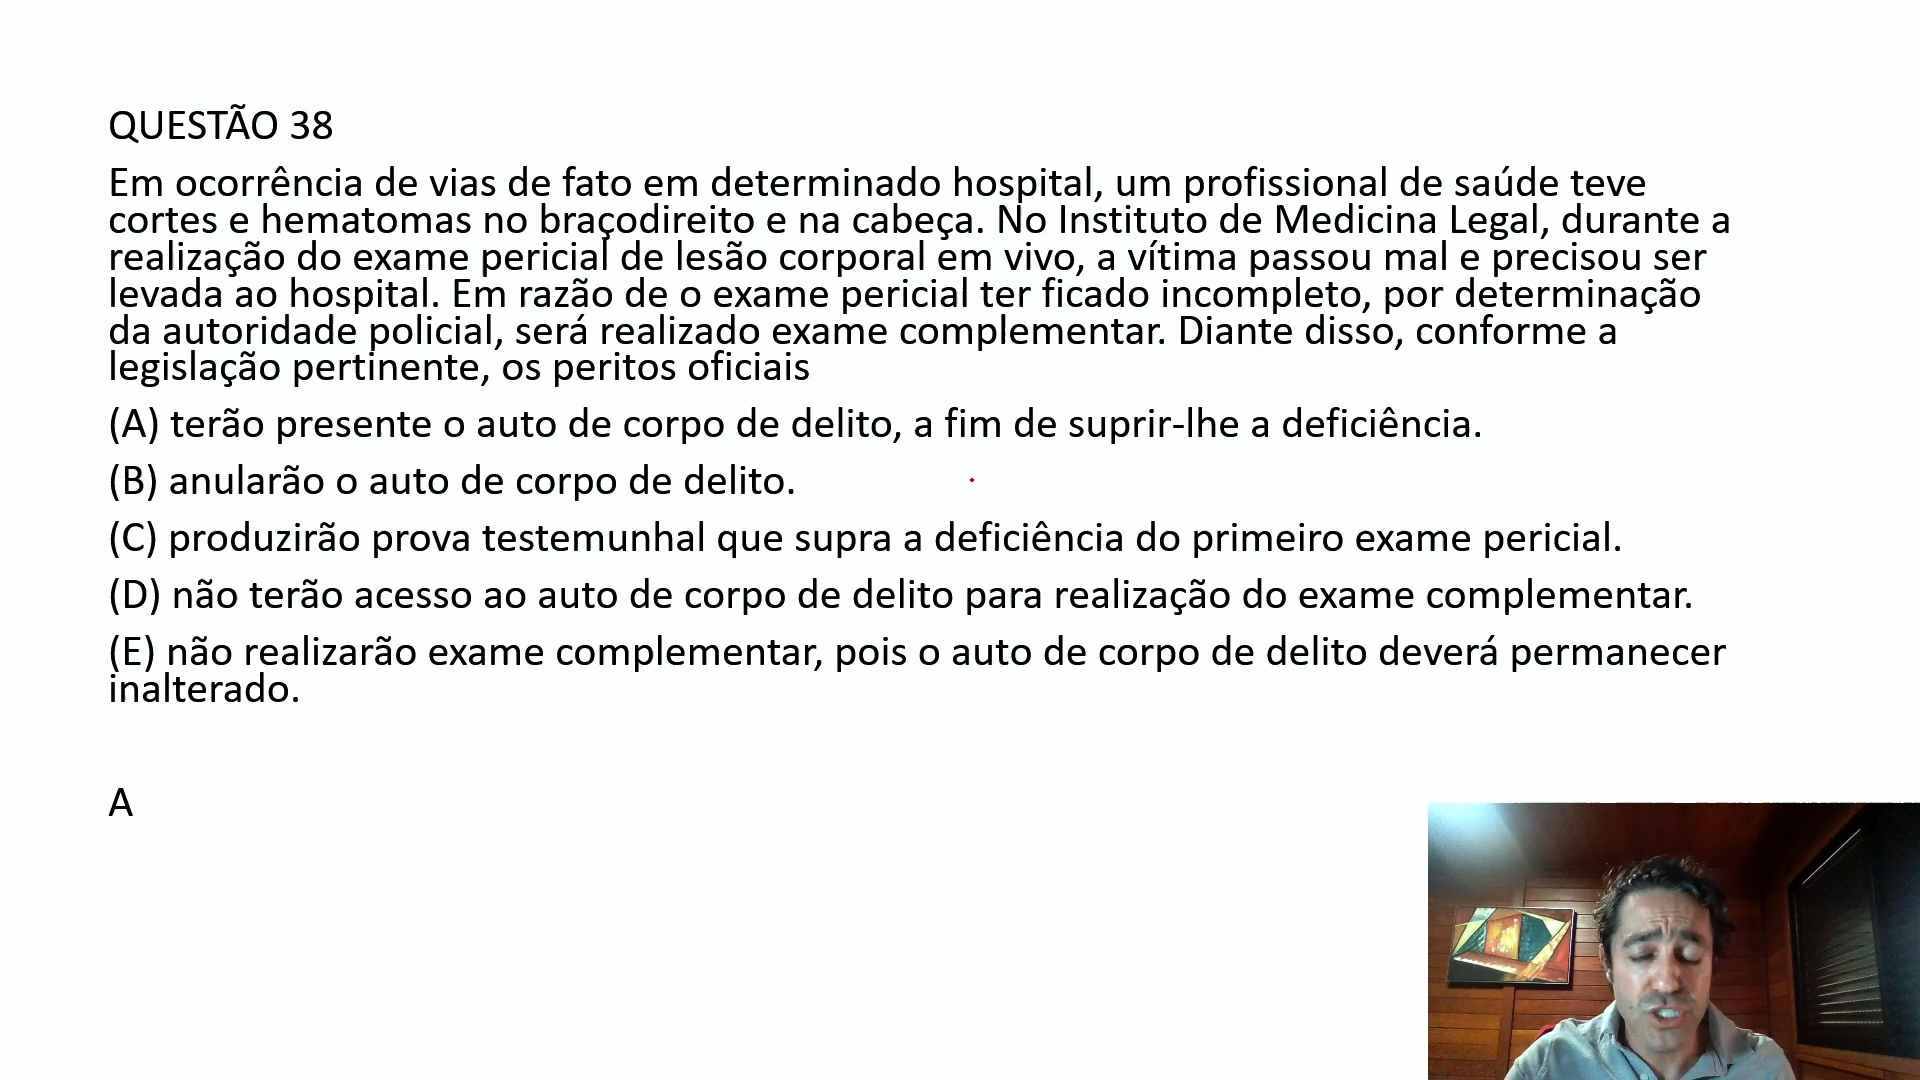 QUESTÃO 38
Em ocorrência de vias de fato em determinado hospital, um profissional de saúde teve
cortes e hematomas no braçodireito e na cabeça. No Instituto de Medicina Legal, durante a
realização do exame pericial de lesão corporal em vivo, a vítima passou mal e precisou ser
levada ao hospital. Em razão de o exame pericial ter ficado incompleto, por determinação
da autoridade policial, será realizado exame complementar. Diante disso, conforme a
legislação pertinente, os peritos oficiais
(A) terão presente o auto de corpo de delito, a fim de suprir-lhe a deficiência.
(B) anularão o auto de corpo de delito.
(C) produzirão prova testemunhal que supra a deficiência do primeiro exame pericial.
(D) não terão acesso ao auto de corpo de delito para realização do exame complementar.
(E) não realizarão exame complementar, pois o auto de corpo de delito deverá permanecer
inalterado.
A